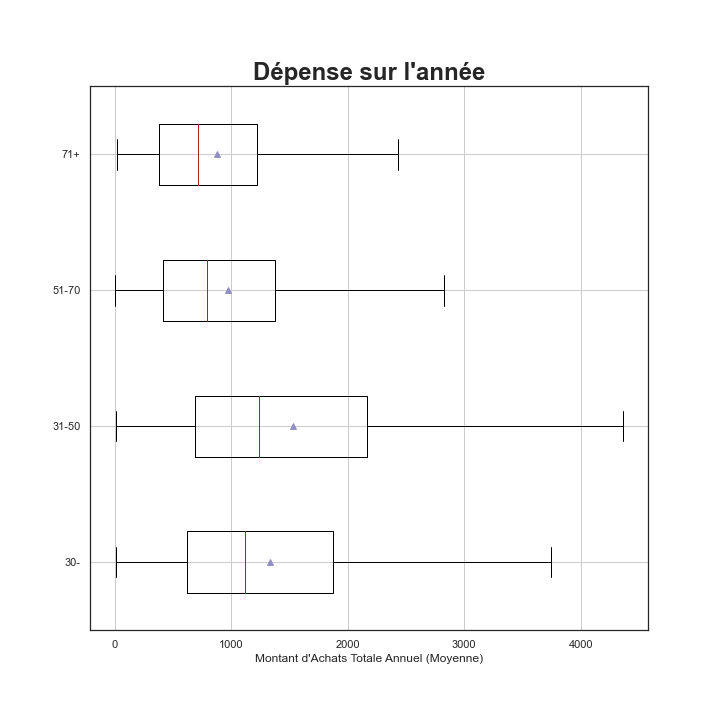 Dépense sur l'année
71+
51-70
31-50
30-
0 1000 2000 3000 4000
Montant d'Achats Totale Annuel (Moyenne)